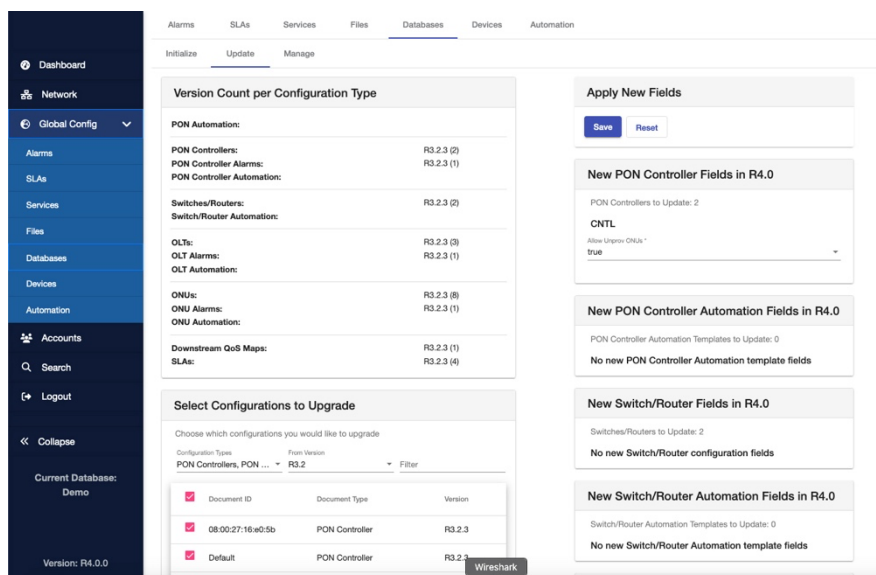 Dashboard
Network
Global Config
Alarms
SLAs
Services
Files
Databases
Devices
Automation
Accounts
Search
Logout
Collapse
Current Database:
Demo
Version: R4.0.0
Alarms SLAs Services Files Databases Devices Automation
Initialize Update Manage
Version Count per Configuration Type
PON Automation:
PON Controllers: R3.2.3 (2)
PON Controller Alarms: R3.2.3 (1)
PON Controller Automation:
Switches/Routers: R3.2.3 (2)
Switch/Router Automation:
OLTs: R3.2.3 (3)
OLT Alarms: R3.2.3 (1)
OLT Automation:
ONUs: R3.2.3 (8)
ONU Alarms: R3.2.3 (1)
ONU Automation:
Downstream QoS Maps: R3.2.3 (1)
SLAs: R3.2.3 (4)
Select Configurations to Upgrade
Choose which configurations you would like to upgrade
Configuration Types From Version
PON Controllers, PON ... R3.2 Filter
Document ID Document Type Version
08:00:27:16:e0:5b PON Controller R3.2.3
Default PON Controller R3.2.3
Wireshark
Apply New Fields
Save Reset
New PON Controller Fields in R4.0
PON Controllers to Update: 2
CNTL
Allow Unprov ONUs *
true
New PON Controller Automation Fields in R4.0
PON Controller Automation Templates to Update: 0
No new PON Controller Automation template fields
New Switch/Router Fields in R4.0
Switches/Routers to Update: 2
No new Switch/Router configuration fields
New Switch/Router Automation Fields in R4.0
Switch/Router Automation Templates to Update: 0
No new Switch/Router Automation template fields